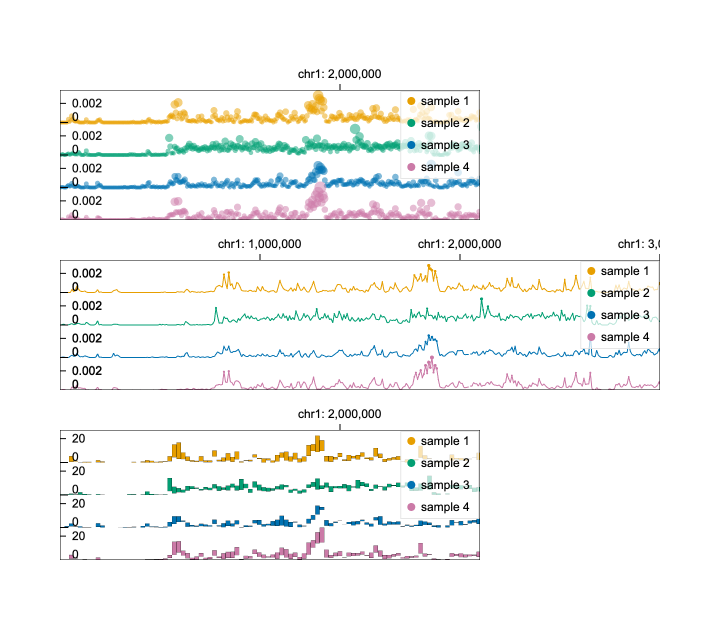 chr1: 2,000,000
0.002 sample 1
0
0.002 sample 2
0
0.002 sample 3
0
0.002 sample 4
0
chr1: 1,000,000 chr1: 2,000,000 chr1: 3,0
0.002 sample 1
0
0.002 sample 2
0
0.002 sample 3
0
0.002 sample 4
0
chr1: 2,000,000
20 sample 1
0
20 sample 2
0
20 sample 3
0
20 sample 4
0